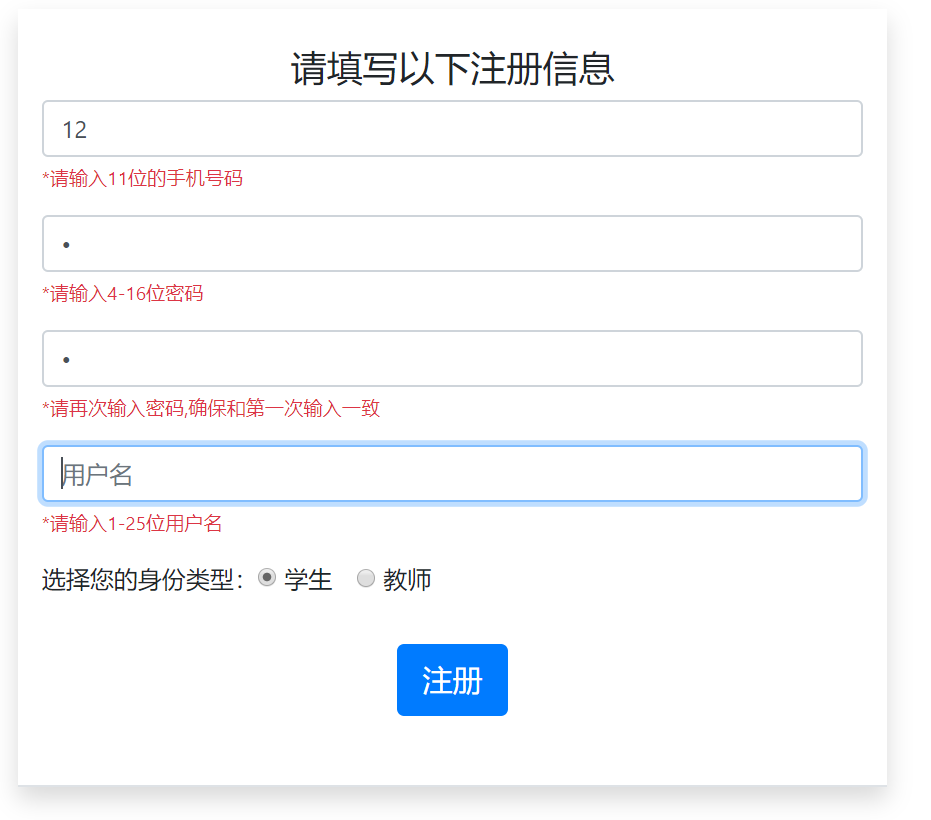 请填写以下注册信息
12
*请输入11位的手机号码
•
*请输入4-16位密码
•
*请再次输入密码,确保和第一次输入一致
用户名
*请输入1-25位用户名
选择您的身份类型：学生 教师
注册